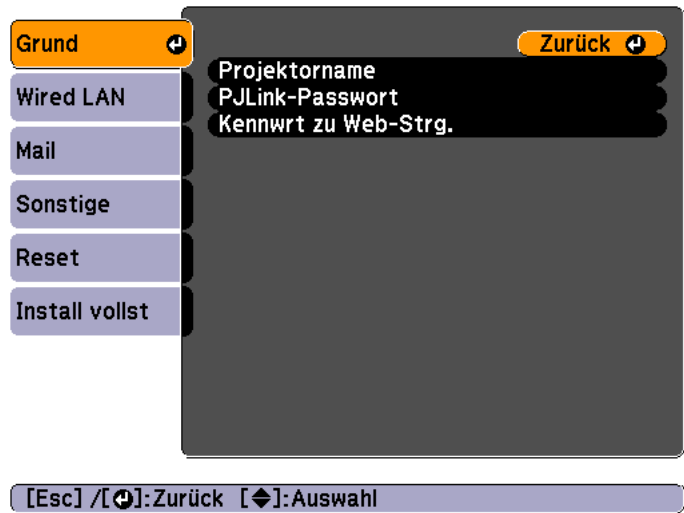 Grund
Zurück
Projektorname
PJLink-Passwort
Kennwrt zu Web-Strg.
Wired LAN
Mail
Sonstige
Reset
Install vollst
[Esc] /[⏎]:Zurück [◆]:Auswahl